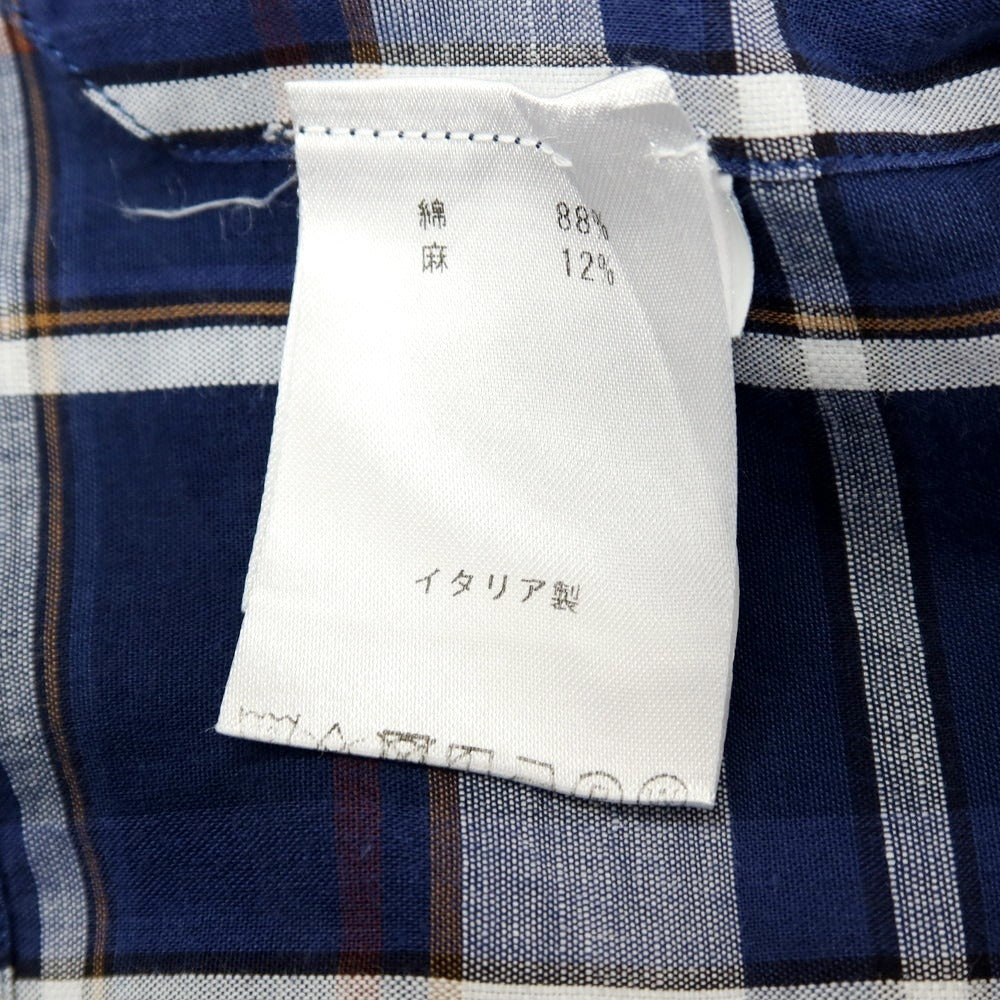 綿 88%
麻 12%
イタリア製